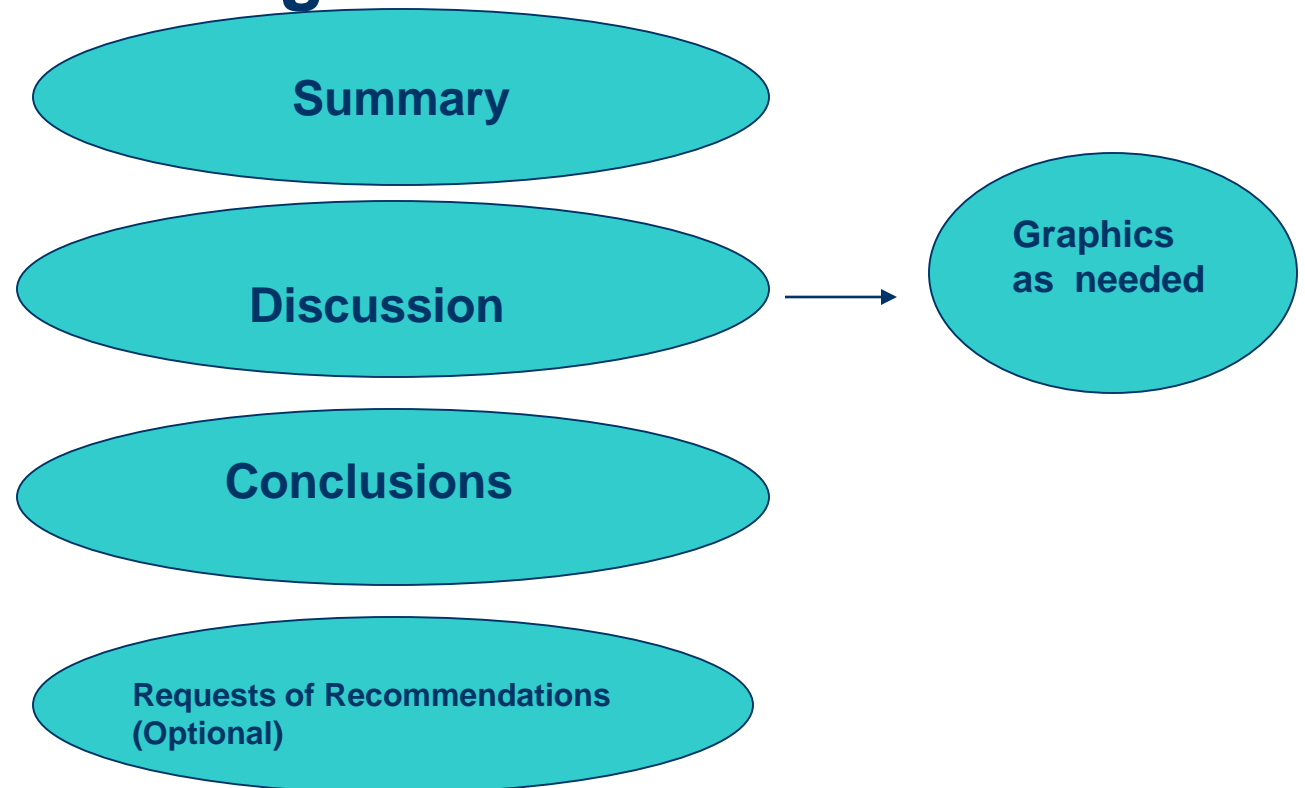 Summary
Graphics
as needed
Discussion
Conclusions
Requests of Recommendations
(Optional)